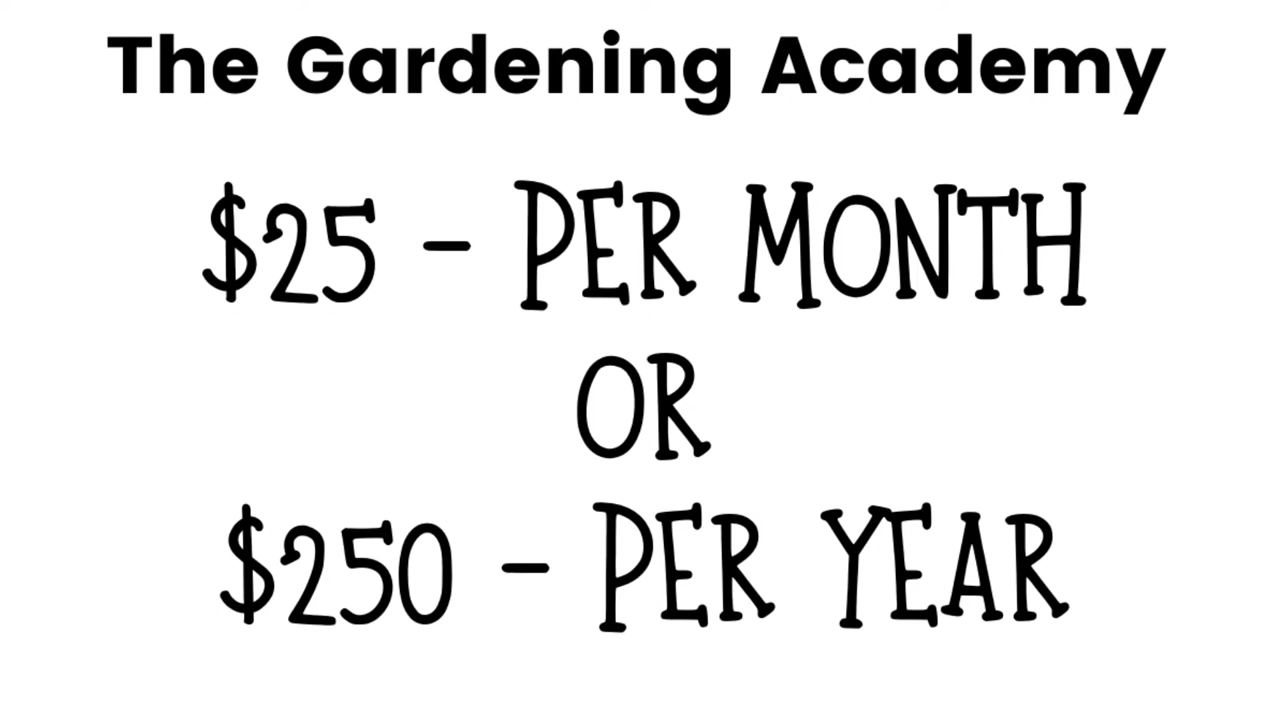 The Gardening Academy
$25 - PER MONTH
OR
$250 - PER YEAR